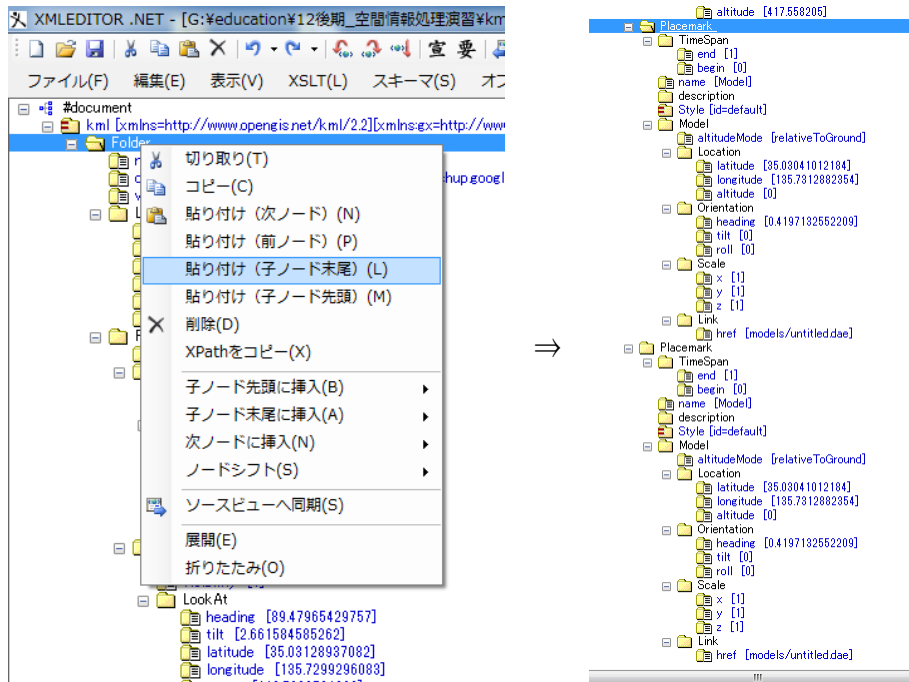 XMLEDITOR .NET - [G:¥education¥12後期_空間情報処理演習¥km
宣 要
ファイル(F) 編集(E) 表示(V) XSLT(L) スキーマ(S) オフ
#document
kml [xmlns=http://www.opengis.net/kml/2.2][xmlns:gx=http://www
Folder
hup.googl
切り取り(T)
コピー(C)
貼り付け（次ノード）(N)
貼り付け（前ノード）(P)
貼り付け（子ノード末尾）(L)
貼り付け（子ノード先頭）(M)
削除(D)
XPathをコピー(X)
子ノード先頭に挿入(B)
子ノード末尾に挿入(A)
次ノードに挿入(N)
ノードシフト(S)
ソースビューへ同期(S)
展開(E)
折りたたみ(O)
LookAt
heading [89.47965429757]
tilt [2.661584585262]
latitude [35.03128937082]
longitude [135.7299296083]
⇒
altitude [417.558205]
Placemark
TimeSpan
end [1]
begin [0]
name [Model]
description
Style [id=default]
Model
altitudeMode [relativeToGround]
Location
latitude [35.03041012184]
longitude [135.7312882354]
altitude [0]
Orientation
heading [0.4197132552209]
tilt [0]
roll [0]
Scale
x [1]
y [1]
z [1]
Link
href [models/untitled.dae]
Placemark
TimeSpan
end [1]
begin [0]
name [Model]
description
Style [id=default]
Model
altitudeMode [relativeToGround]
Location
latitude [35.03041012184]
longitude [135.7312882354]
altitude [0]
Orientation
heading [0.4197132552209]
tilt [0]
roll [0]
Scale
x [1]
y [1]
z [1]
Link
href [models/untitled.dae]